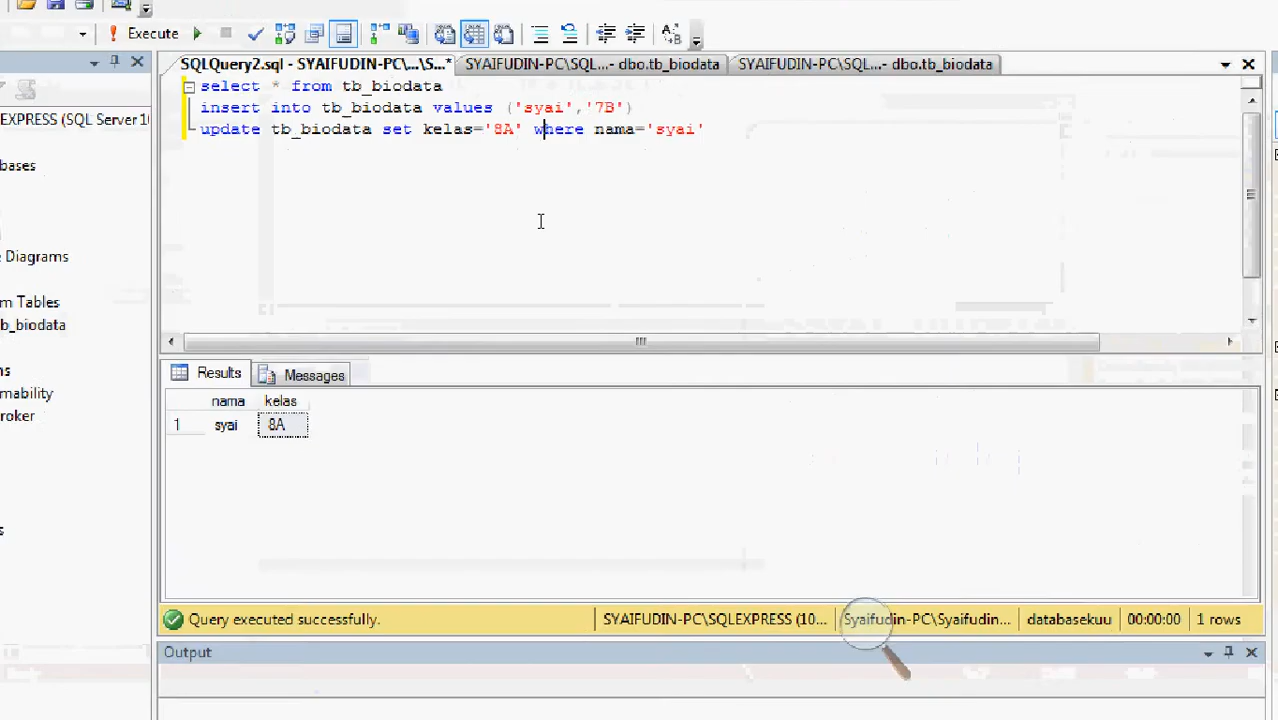 Execute
SQLQuery2.sql - SYAIFUDIN-PC\...\S...*
SYAIFUDIN-PC\SQL...- dbo.tb_biodata
SYAIFUDIN-PC\SQL...- dbo.tb_biodata
select * from tb_biodata
insert into tb_biodata values ('syai','7B')
update tb_biodata set kelas='8A' where nama='syai'
EXPRESS (SQL Server 10
ases
e Diagrams
m Tables
tb_biodata
ns
mability
roker
s
Results
Messages
nama kelas
1 syai 8A
Query executed successfully.
SYAIFUDIN-PC\SQLEXPRESS (10...
Syaifudin-PC\Syaifudin...
databasekuu
00:00:00
1 rows
Output